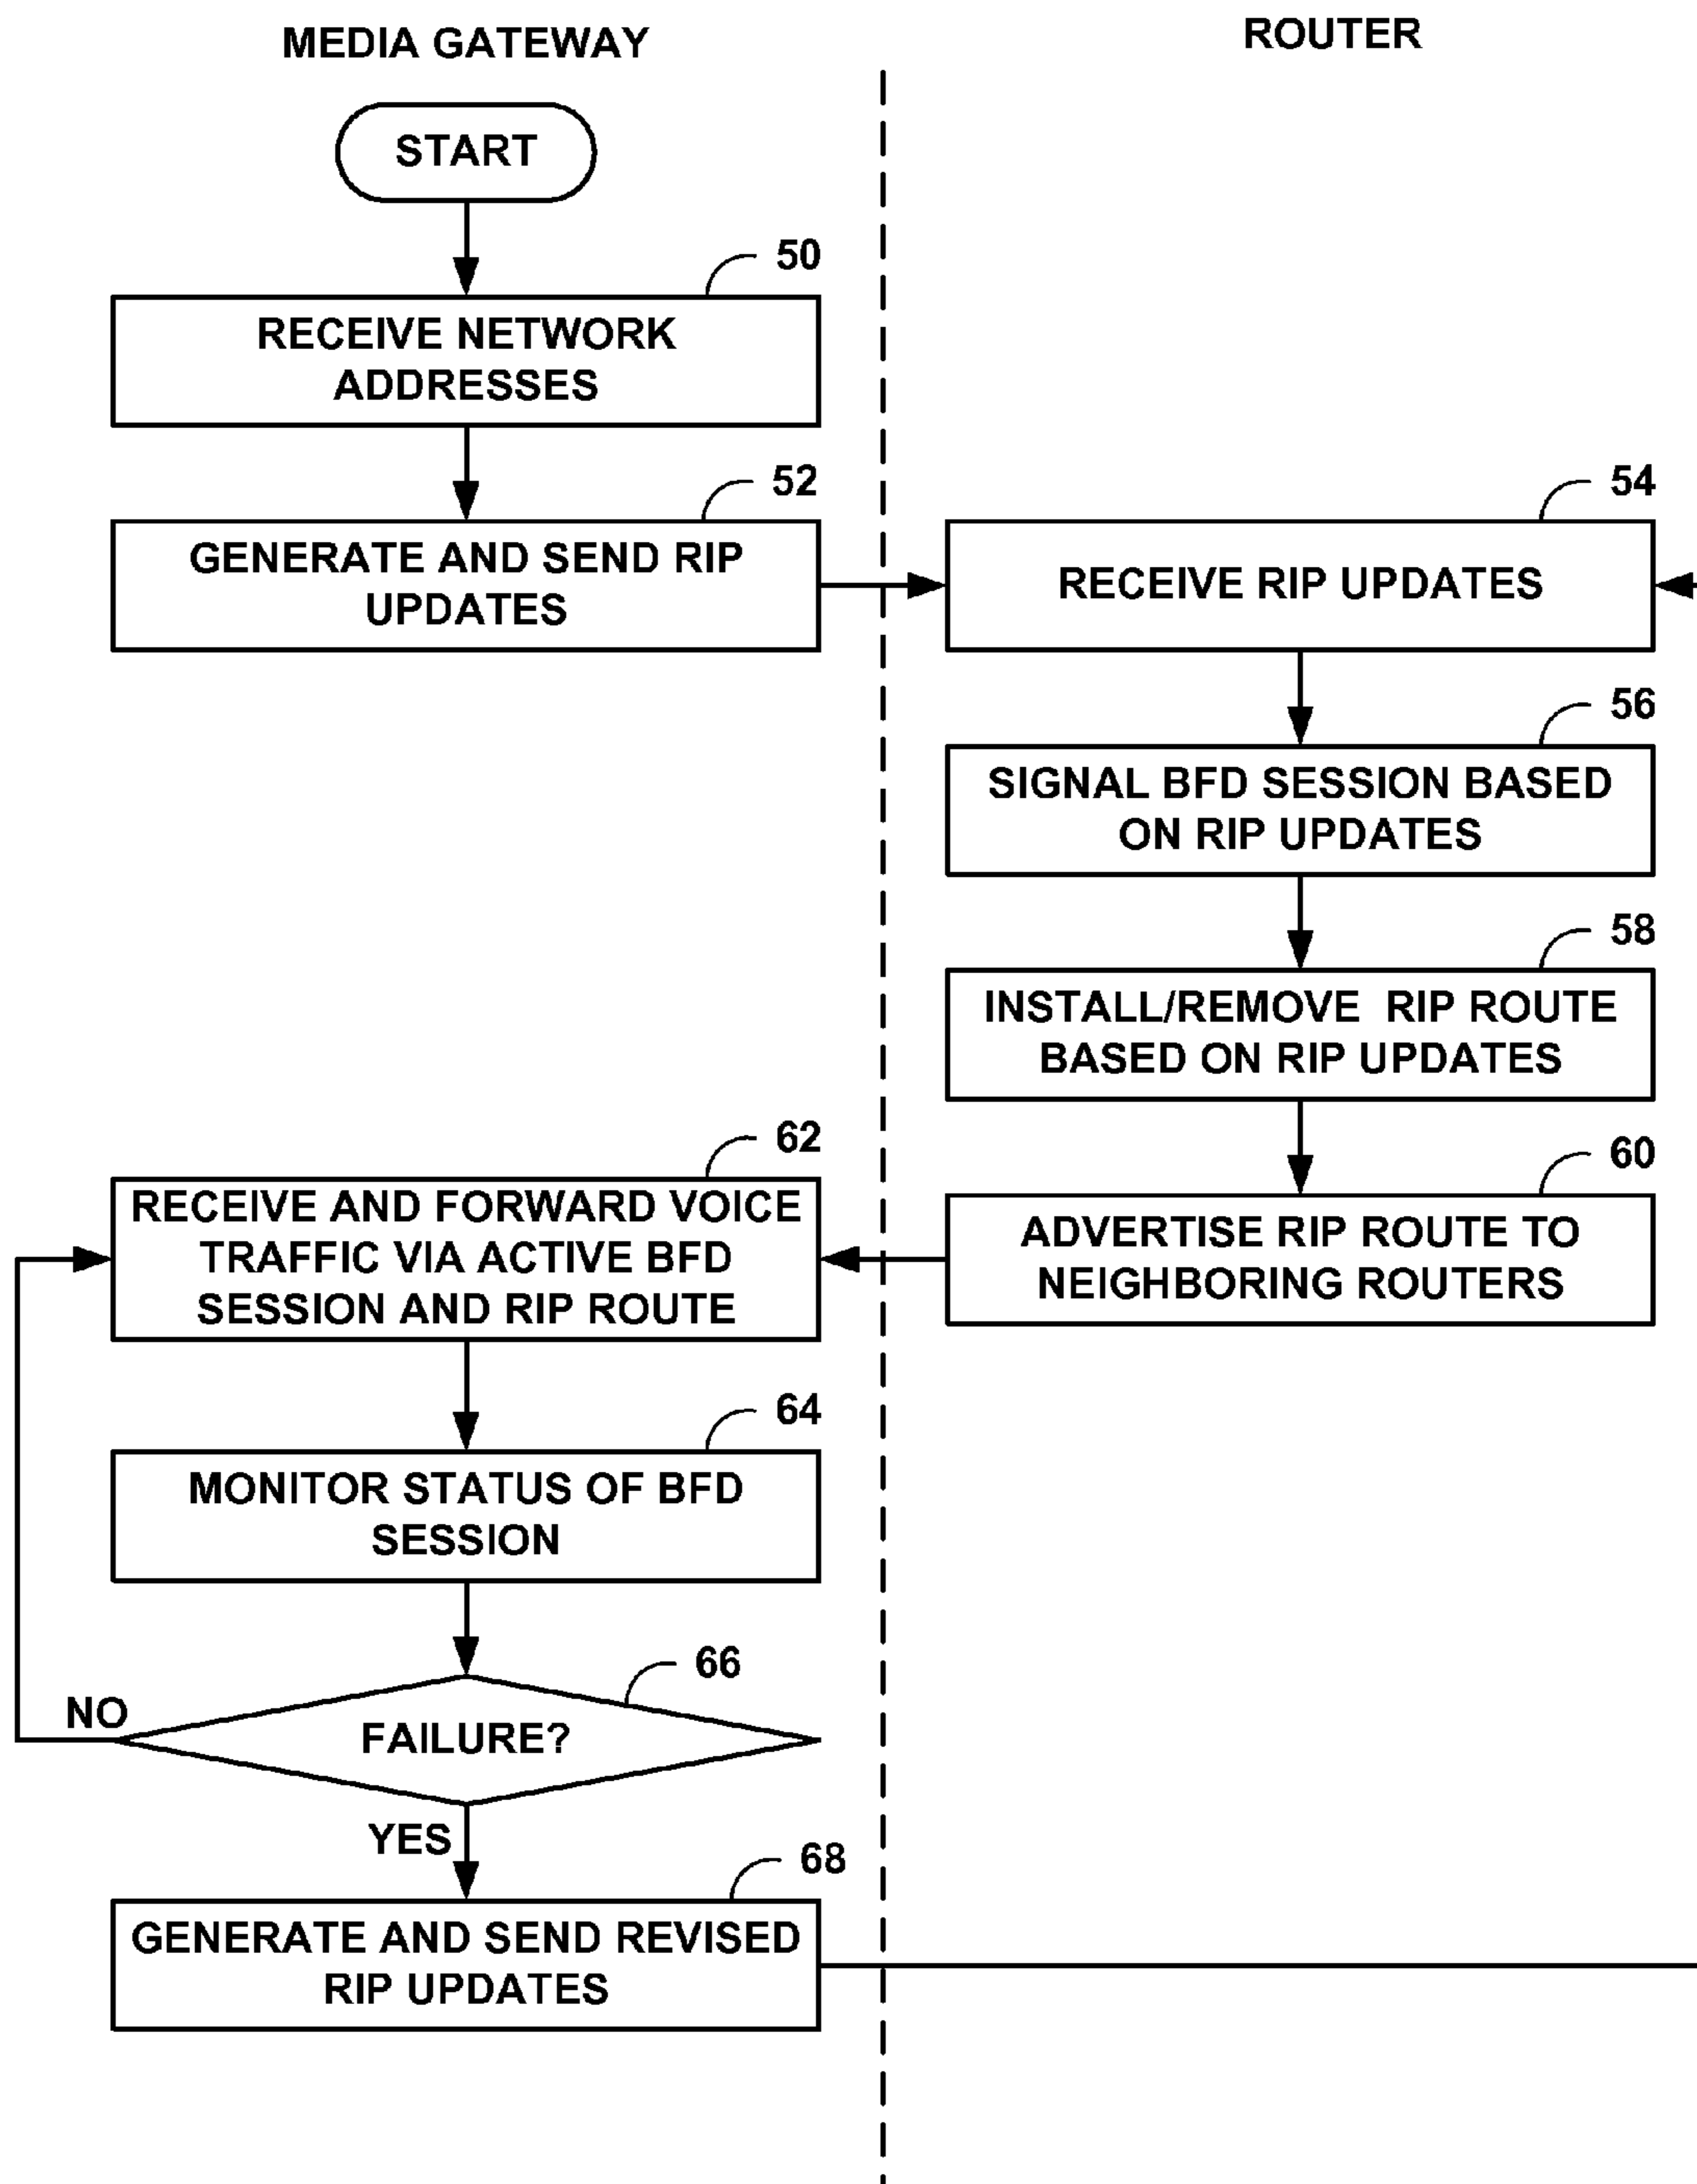 MEDIA GATEWAY
ROUTER
START
50
RECEIVE NETWORK
ADDRESSES
52
GENERATE AND SEND RIP
UPDATES
54
RECEIVE RIP UPDATES
56
SIGNAL BFD SESSION BASED
ON RIP UPDATES
58
INSTALL/REMOVE RIP ROUTE
BASED ON RIP UPDATES
60
ADVERTISE RIP ROUTE TO
NEIGHBORING ROUTERS
62
RECEIVE AND FORWARD VOICE
TRAFFIC VIA ACTIVE BFD
SESSION AND RIP ROUTE
64
MONITOR STATUS OF BFD
SESSION
66
FAILURE?
NO
YES
68
GENERATE AND SEND REVISED
RIP UPDATES